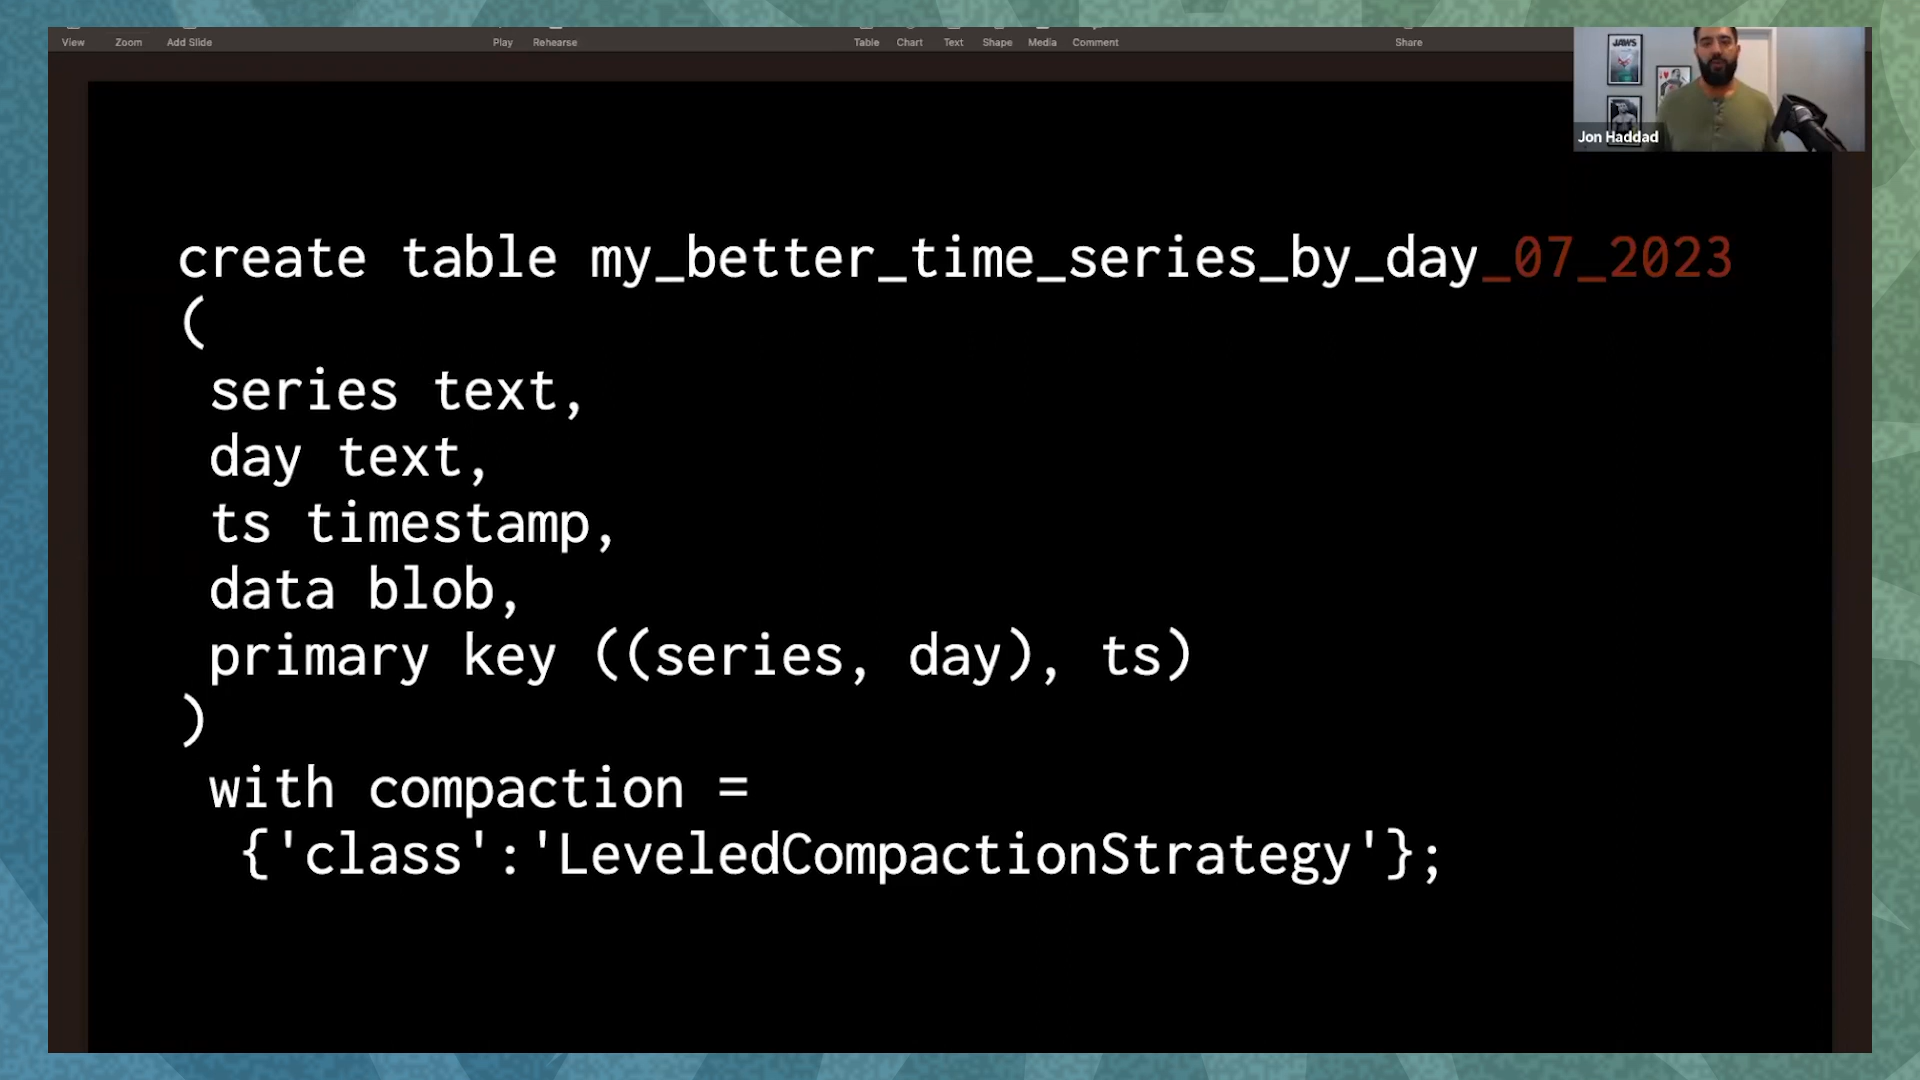 View Zoom Add Slide Play Rehearse Table Chart Text Shape Media Comment Share
JAWS
Jon Haddad
create table my_better_time_series_by_day_07_2023
(
series text,
day text,
ts timestamp,
data blob,
primary key ((series, day), ts)
)
with compaction =
{'class':'LeveledCompactionStrategy'};